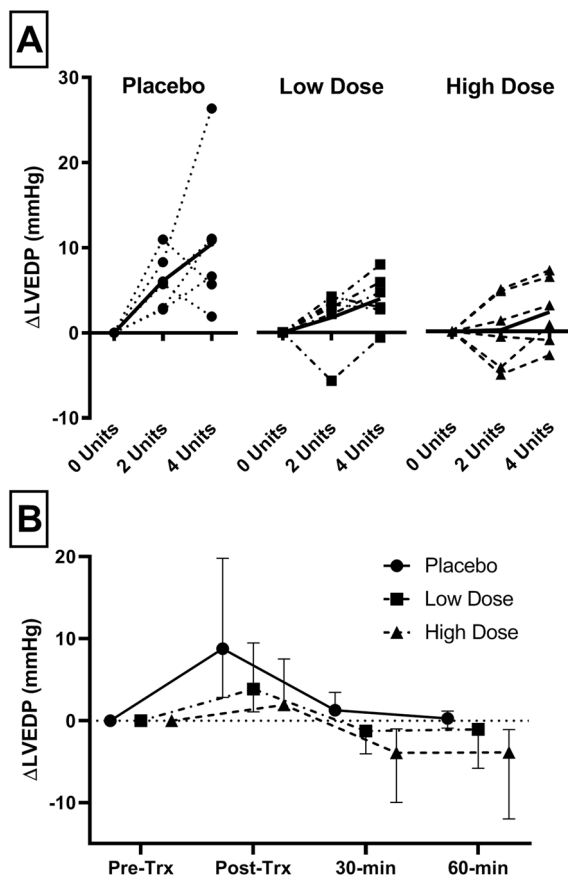 A
Placebo Low Dose High Dose
ΔLVEDP (mmHg)
30
20
10
0
-10
0 Units 2 Units 4 Units 0 Units 2 Units 4 Units 0 Units 2 Units 4 Units
B
ΔLVEDP (mmHg)
20
10
0
-10
Placebo
Low Dose
High Dose
Pre-Trx Post-Trx 30-min 60-min